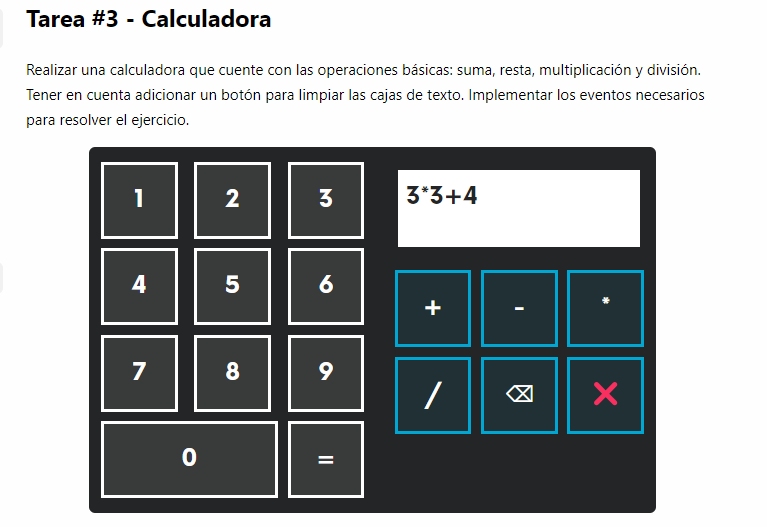 Tarea #3 - Calculadora
Realizar una calculadora que cuente con las operaciones básicas: suma, resta, multiplicación y división.
Tener en cuenta adicionar un botón para limpiar las cajas de texto. Implementar los eventos necesarios
para resolver el ejercicio.
1 2 3
3*3+4
4 5 6
+ - *
7 8 9
/ ⌫ ❌
0 =